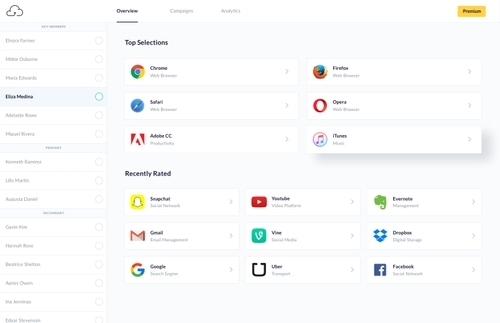 Overview
Campaigns
Analytics
Premium
KEY MEMBERS
Elnora Farmer
Millie Osborne
Maria Edwards
Eliza Medina
Adelaide Rowe
Miguel Rivera
PRIMARY
Kenneth Ramirez
Lillie Martin
Augusta Daniel
SECONDARY
Gavin Kim
Hannah Rose
Beatrice Shelton
James Owen
Ina Jennings
Edgar Stevenson
Top Selections
Chrome
Web Browser
Firefox
Web Browser
Safari
Web Browser
Opera
Web Browser
Adobe CC
Productivity
iTunes
Music
Recently Rated
Snapchat
Social Network
Youtube
Video Platform
Evernote
Management
Gmail
Email Management
Vine
Social Media
Dropbox
Digital Storage
Google
Search Engine
Uber
Transport
Facebook
Social Network